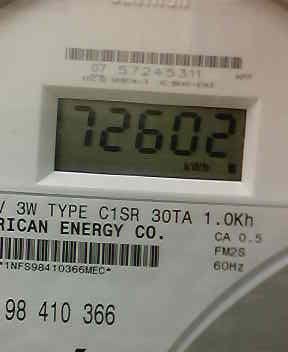 07 57245311
72602
kWh
V 3W TYPE C1SR 30TA 1.0Kh
RICAN ENERGY CO.
CA 0.5
FM2S
60Hz
*1NFS98410366MEC*
98 410 366